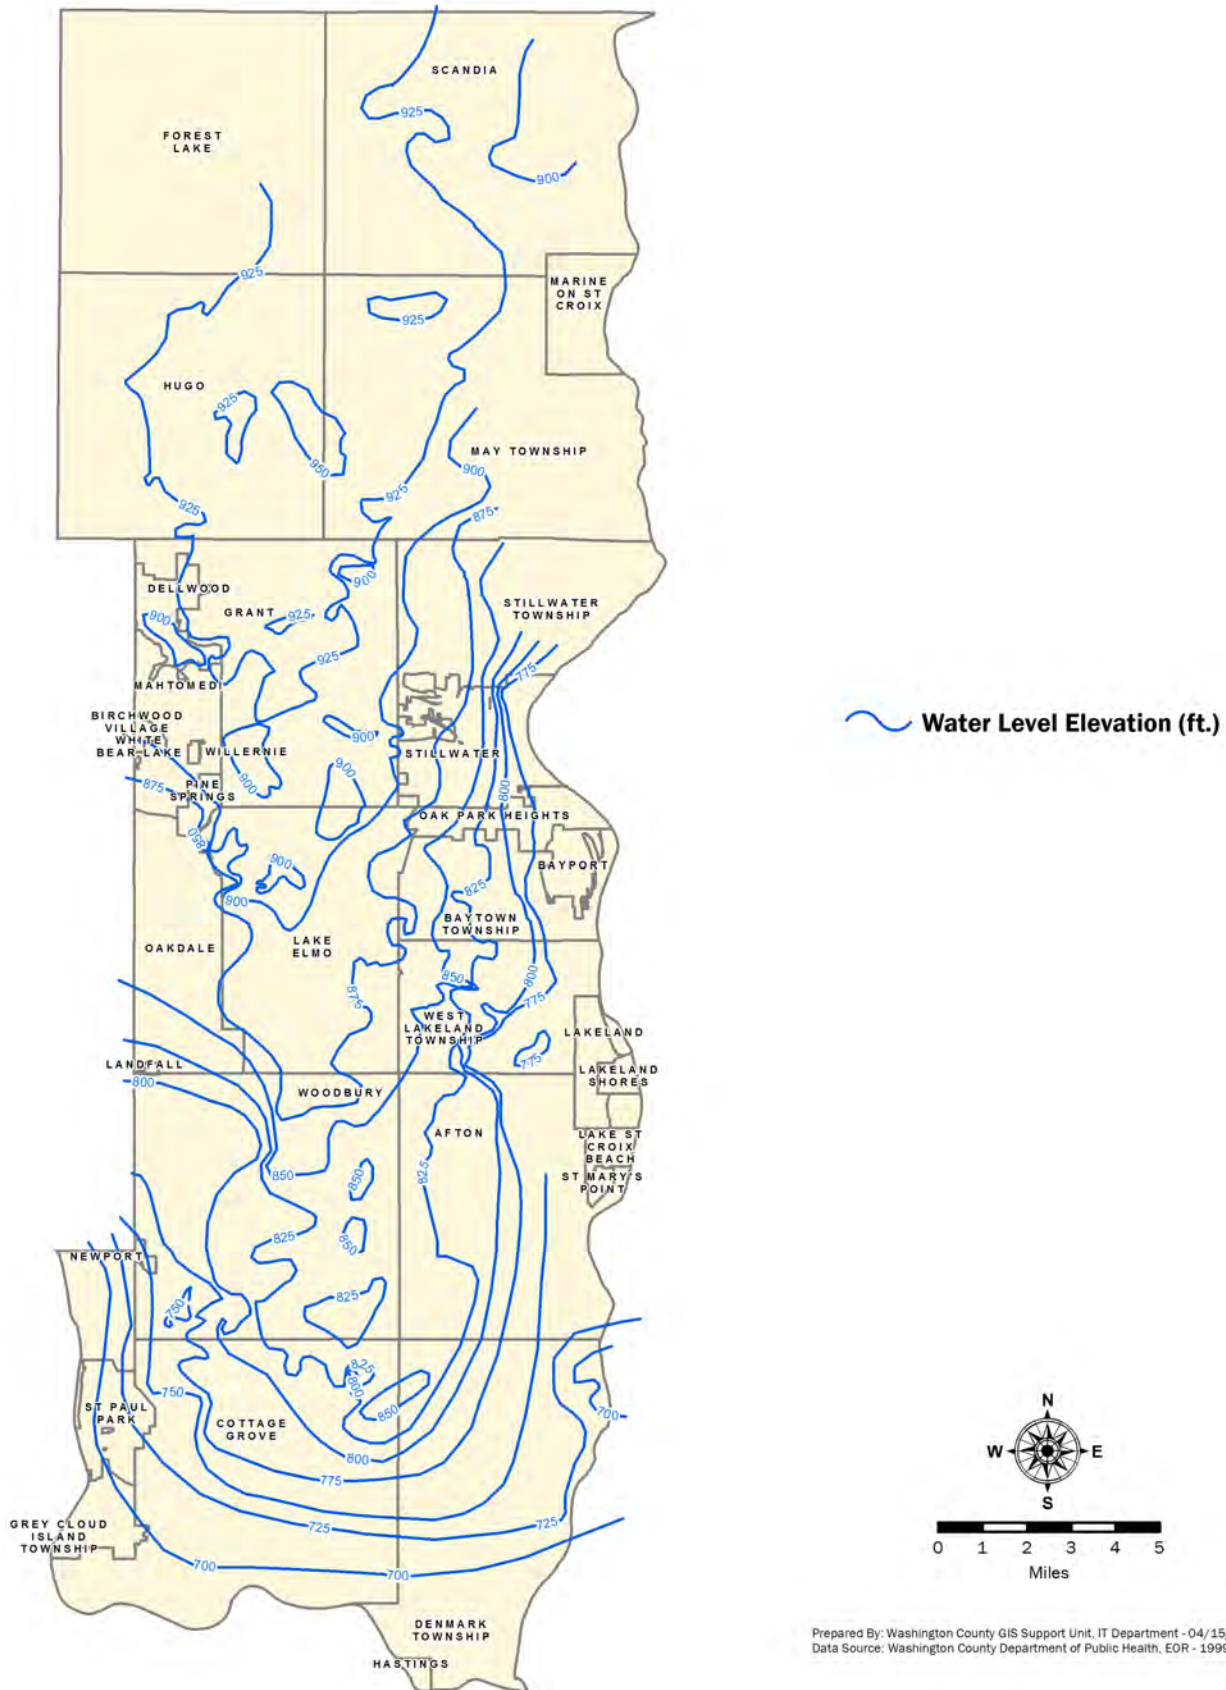 SCANDIA
925
FOREST
LAKE
900
925
MARINE
ON ST
CROIX
925
HUGO
925
MAY TOWNSHIP
950
900
925
925
875
900
DELLWOOD
GRANT
925
STILLWATER
TOWNSHIP
900
925
775
MAHTOMEDI
BIRCHWOOD
VILLAGE
WHITE
BEAR LAKE
WILLERNIE
900
STILLWATER
900
875
PINE
SPRINGS
900
800
OAK PARK HEIGHTS
850
900
BAYPORT
825
900
BAYTOWN
TOWNSHIP
OAKDALE
LAKE
ELMO
850
800
875
775
WEST
LAKELAND
TOWNSHIP
LAKELAND
775
LANDFALL
LAKELAND
SHORES
800
WOODBURY
AFTON
LAKE ST
CROIX
BEACH
850
850
825
ST MARY'S
POINT
825
850
NEWPORT
825
750
825
800
750
850
700
ST PAUL
PARK
COTTAGE
GROVE
800
775
725
725
GREY CLOUD
ISLAND
TOWNSHIP
700
700
DENMARK
TOWNSHIP
HASTINGS
Water Level Elevation (ft.)
N
W
E
S
0 1 2 3 4 5
Miles
Prepared By: Washington County GIS Support Unit, IT Department - 04/15
Data Source: Washington County Department of Public Health, EOR - 1999